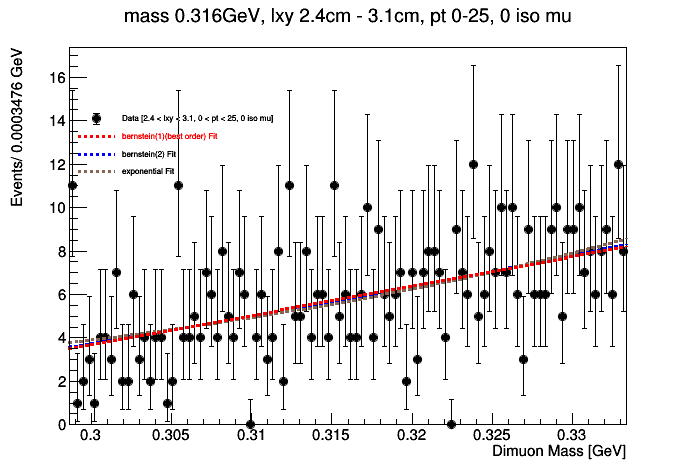 mass 0.316GeV, lxy 2.4cm - 3.1cm, pt 0-25, 0 iso mu
Events/ 0.0003476 GeV
16
14
12
10
8
6
4
2
0
Data [2.4 < lxy < 3.1, 0 < pt < 25, 0 iso mu]
bernstein(1)(best order) Fit
bernstein(2) Fit
exponential Fit
0.3 0.305 0.31 0.315 0.32 0.325 0.33
Dimuon Mass [GeV]